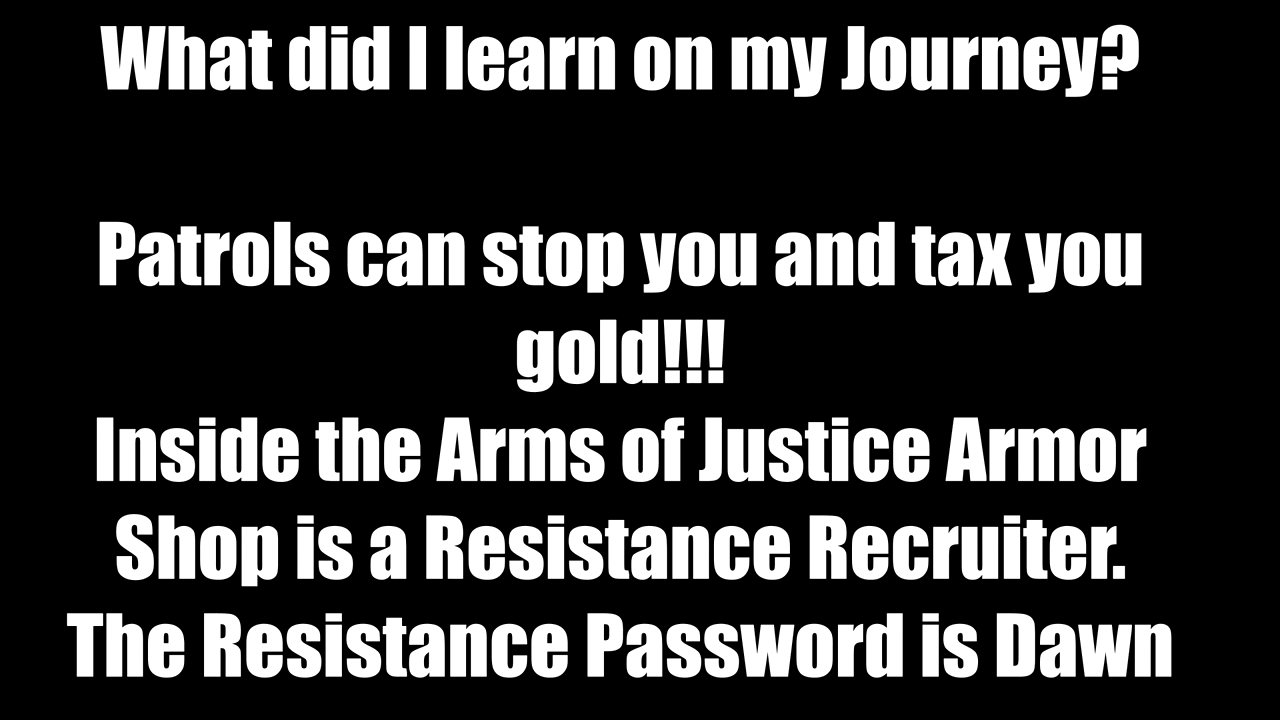 What did I learn on my Journey?
Patrols can stop you and tax you
gold!!!
Inside the Arms of Justice Armor
Shop is a Resistance Recruiter.
The Resistance Password is Dawn